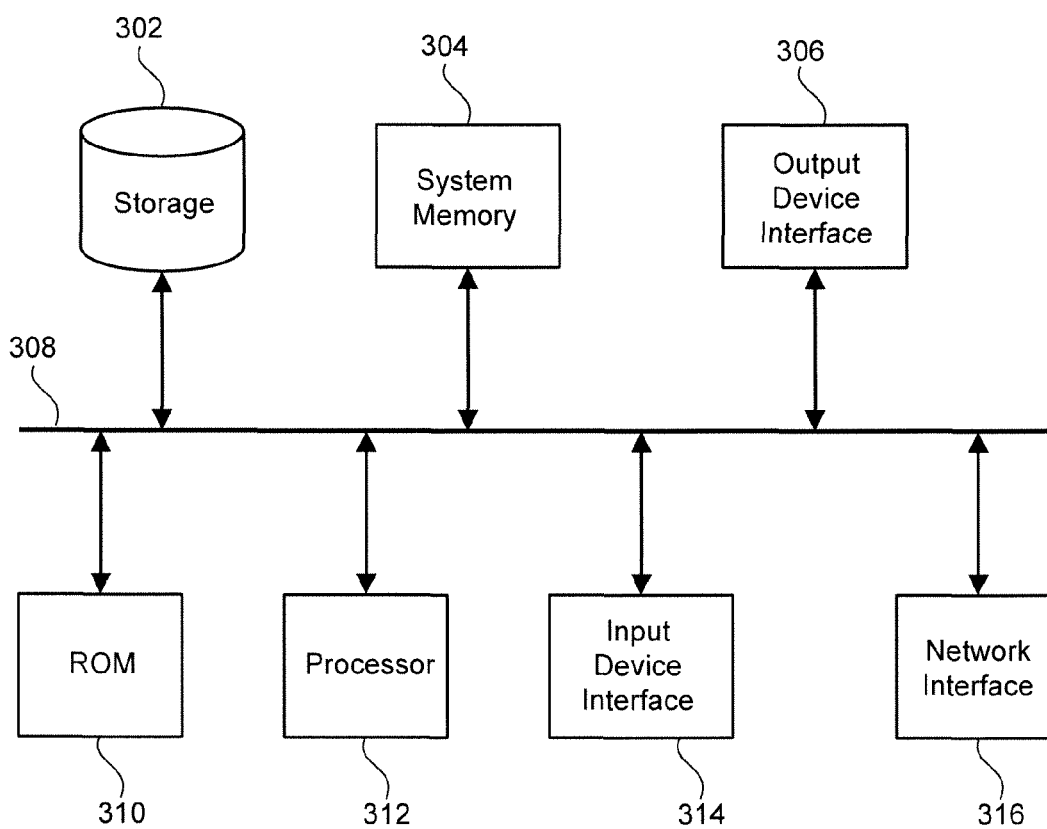 302
304
306
Storage
System
Memory
Output
Device
Interface
308
ROM
Processor
Input
Device
Interface
Network
Interface
310
312
314
316